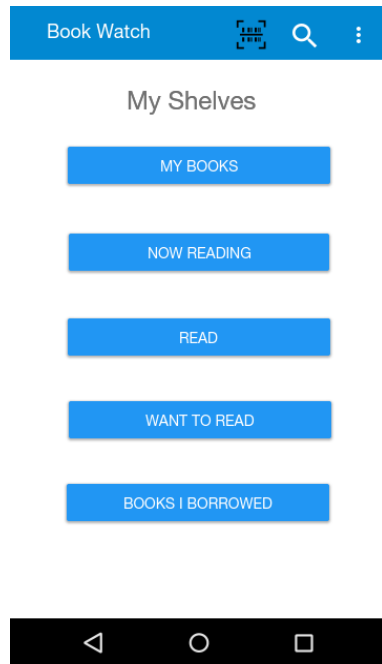 Book Watch
My Shelves
MY BOOKS
NOW READING
READ
WANT TO READ
BOOKS I BORROWED